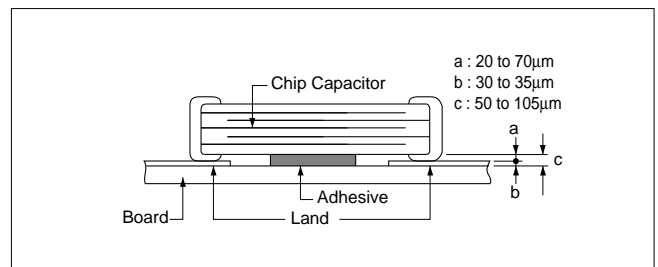 a : 20 to 70μm
Chip Capacitor
b : 30 to 35μm
c : 50 to 105μm
a
c
b
Adhesive
Board
Land